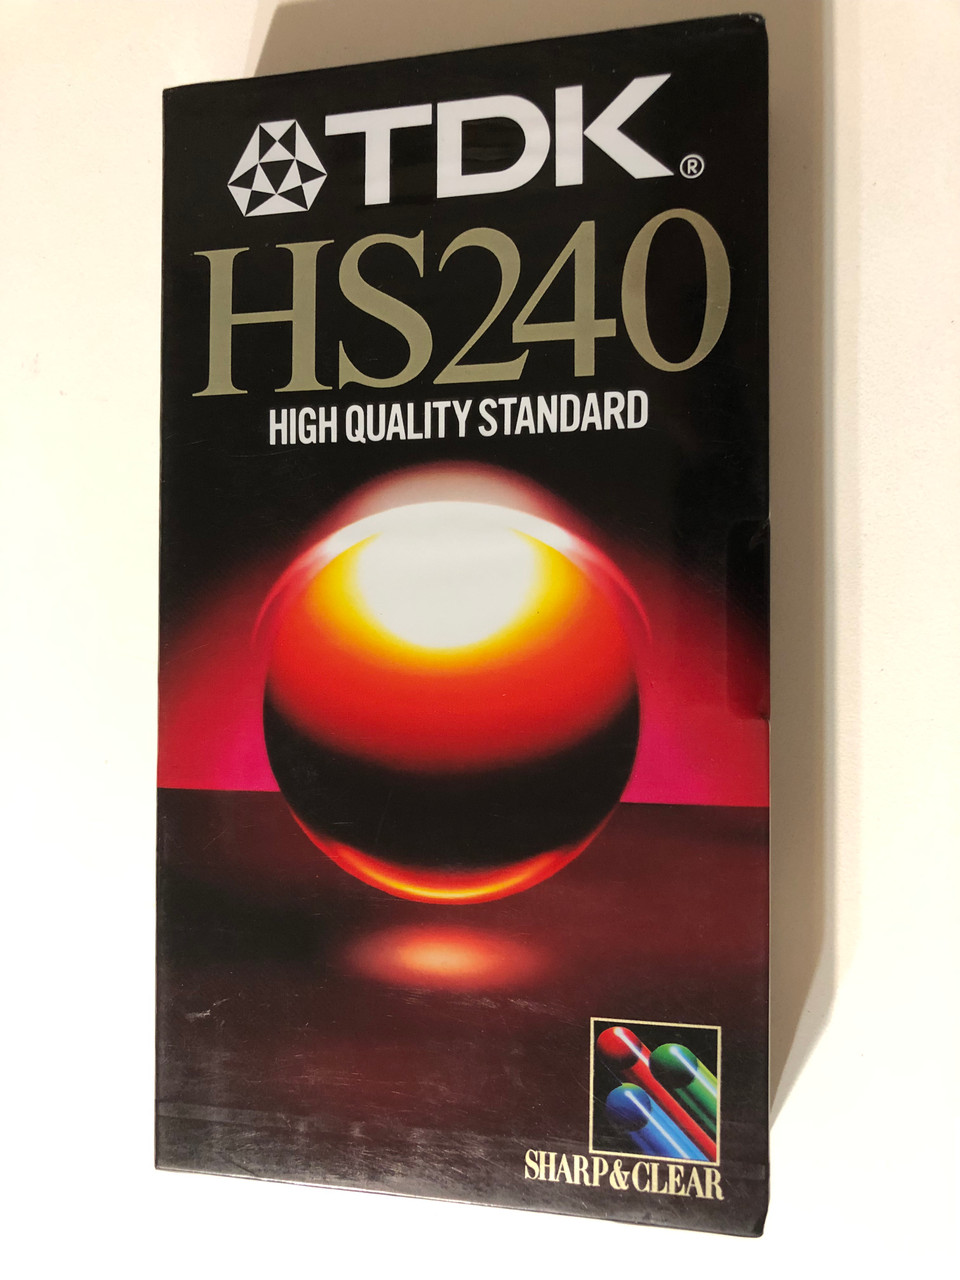 TDK®
HS240
HIGH QUALITY STANDARD
SHARP&CLEAR